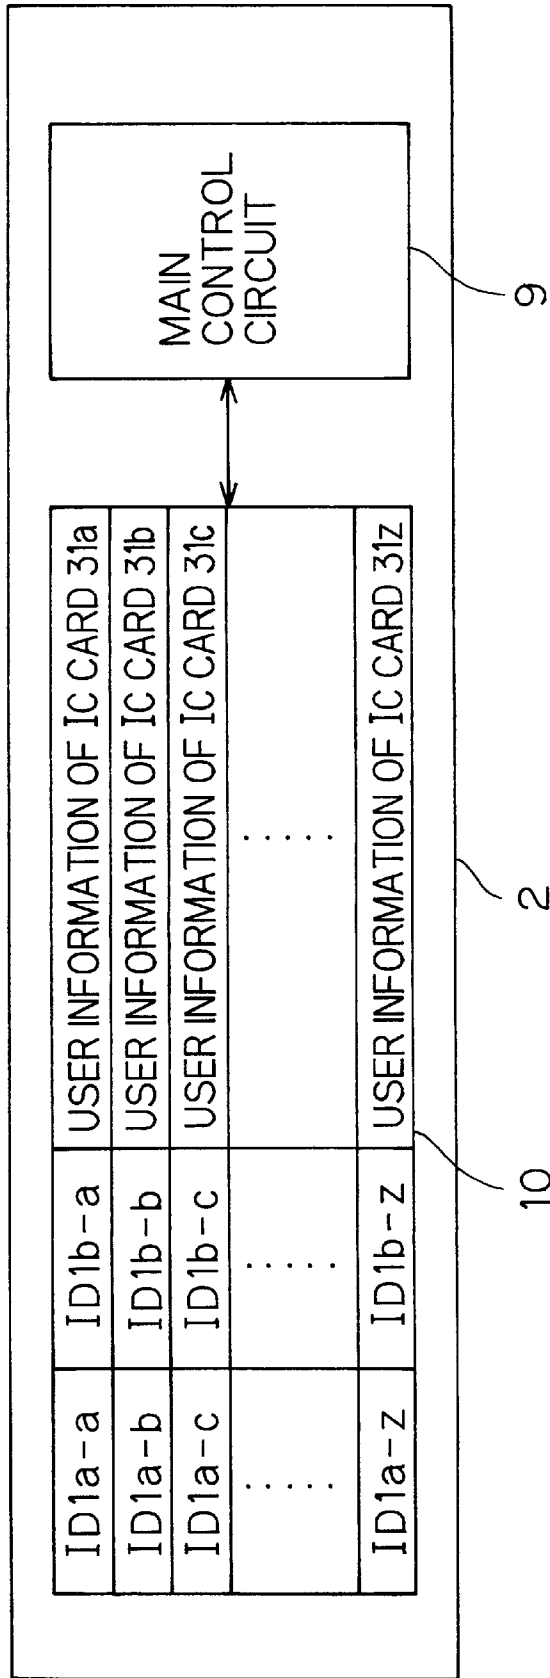 ID1a-a ID1b-a USER INFORMATION OF IC CARD 31a
ID1a-b ID1b-b USER INFORMATION OF IC CARD 31b
ID1a-c ID1b-c USER INFORMATION OF IC CARD 31c
..... ..... .....
ID1a-z ID1b-z USER INFORMATION OF IC CARD 31z
MAIN
CONTROL
CIRCUIT
10
2
9